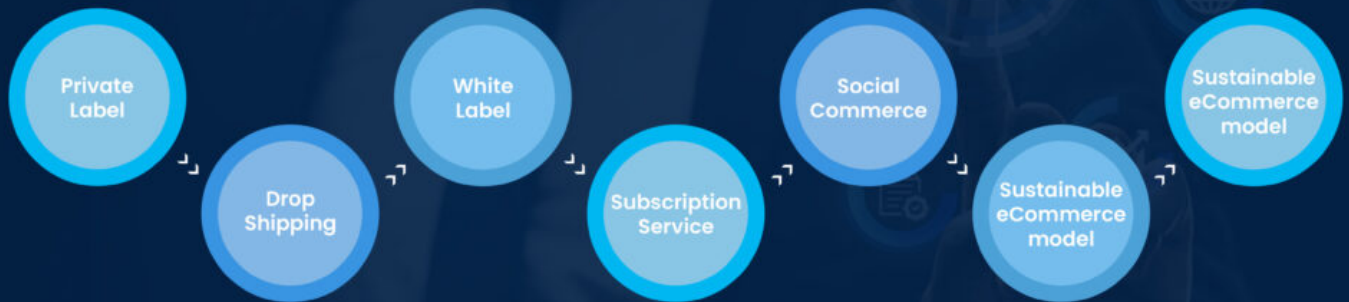 Private
Label
Drop
Shipping
White
Label
Subscription
Service
Social
Commerce
Sustainable
eCommerce
model
Sustainable
eCommerce
model